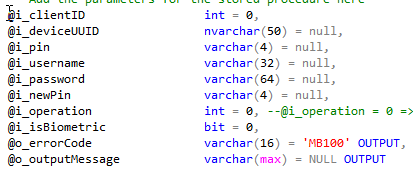 -- Add the parameters for the stored procedure here
@i_clientID int = 0,
@i_deviceUUID nvarchar(50) = null,
@i_pin varchar(4) = null,
@i_username varchar(32) = null,
@i_password varchar(64) = null,
@i_newPin varchar(4) = null,
@i_operation int = 0, --@i_operation = 0 =>
@i_isBiometric bit = 0,
@o_errorCode varchar(16) = 'MB100' OUTPUT,
@o_outputMessage varchar(max) = NULL OUTPUT